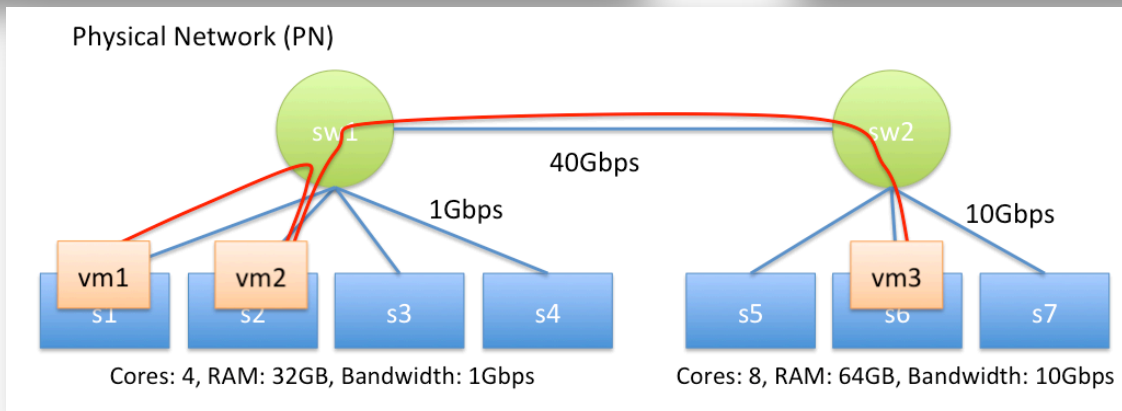 Physical Network (PN)
sw1
sw2
40Gbps
1Gbps
10Gbps
vm1
vm2
vm3
s1
s2
s3
s4
s5
s6
s7
Cores: 4, RAM: 32GB, Bandwidth: 1Gbps
Cores: 8, RAM: 64GB, Bandwidth: 10Gbps